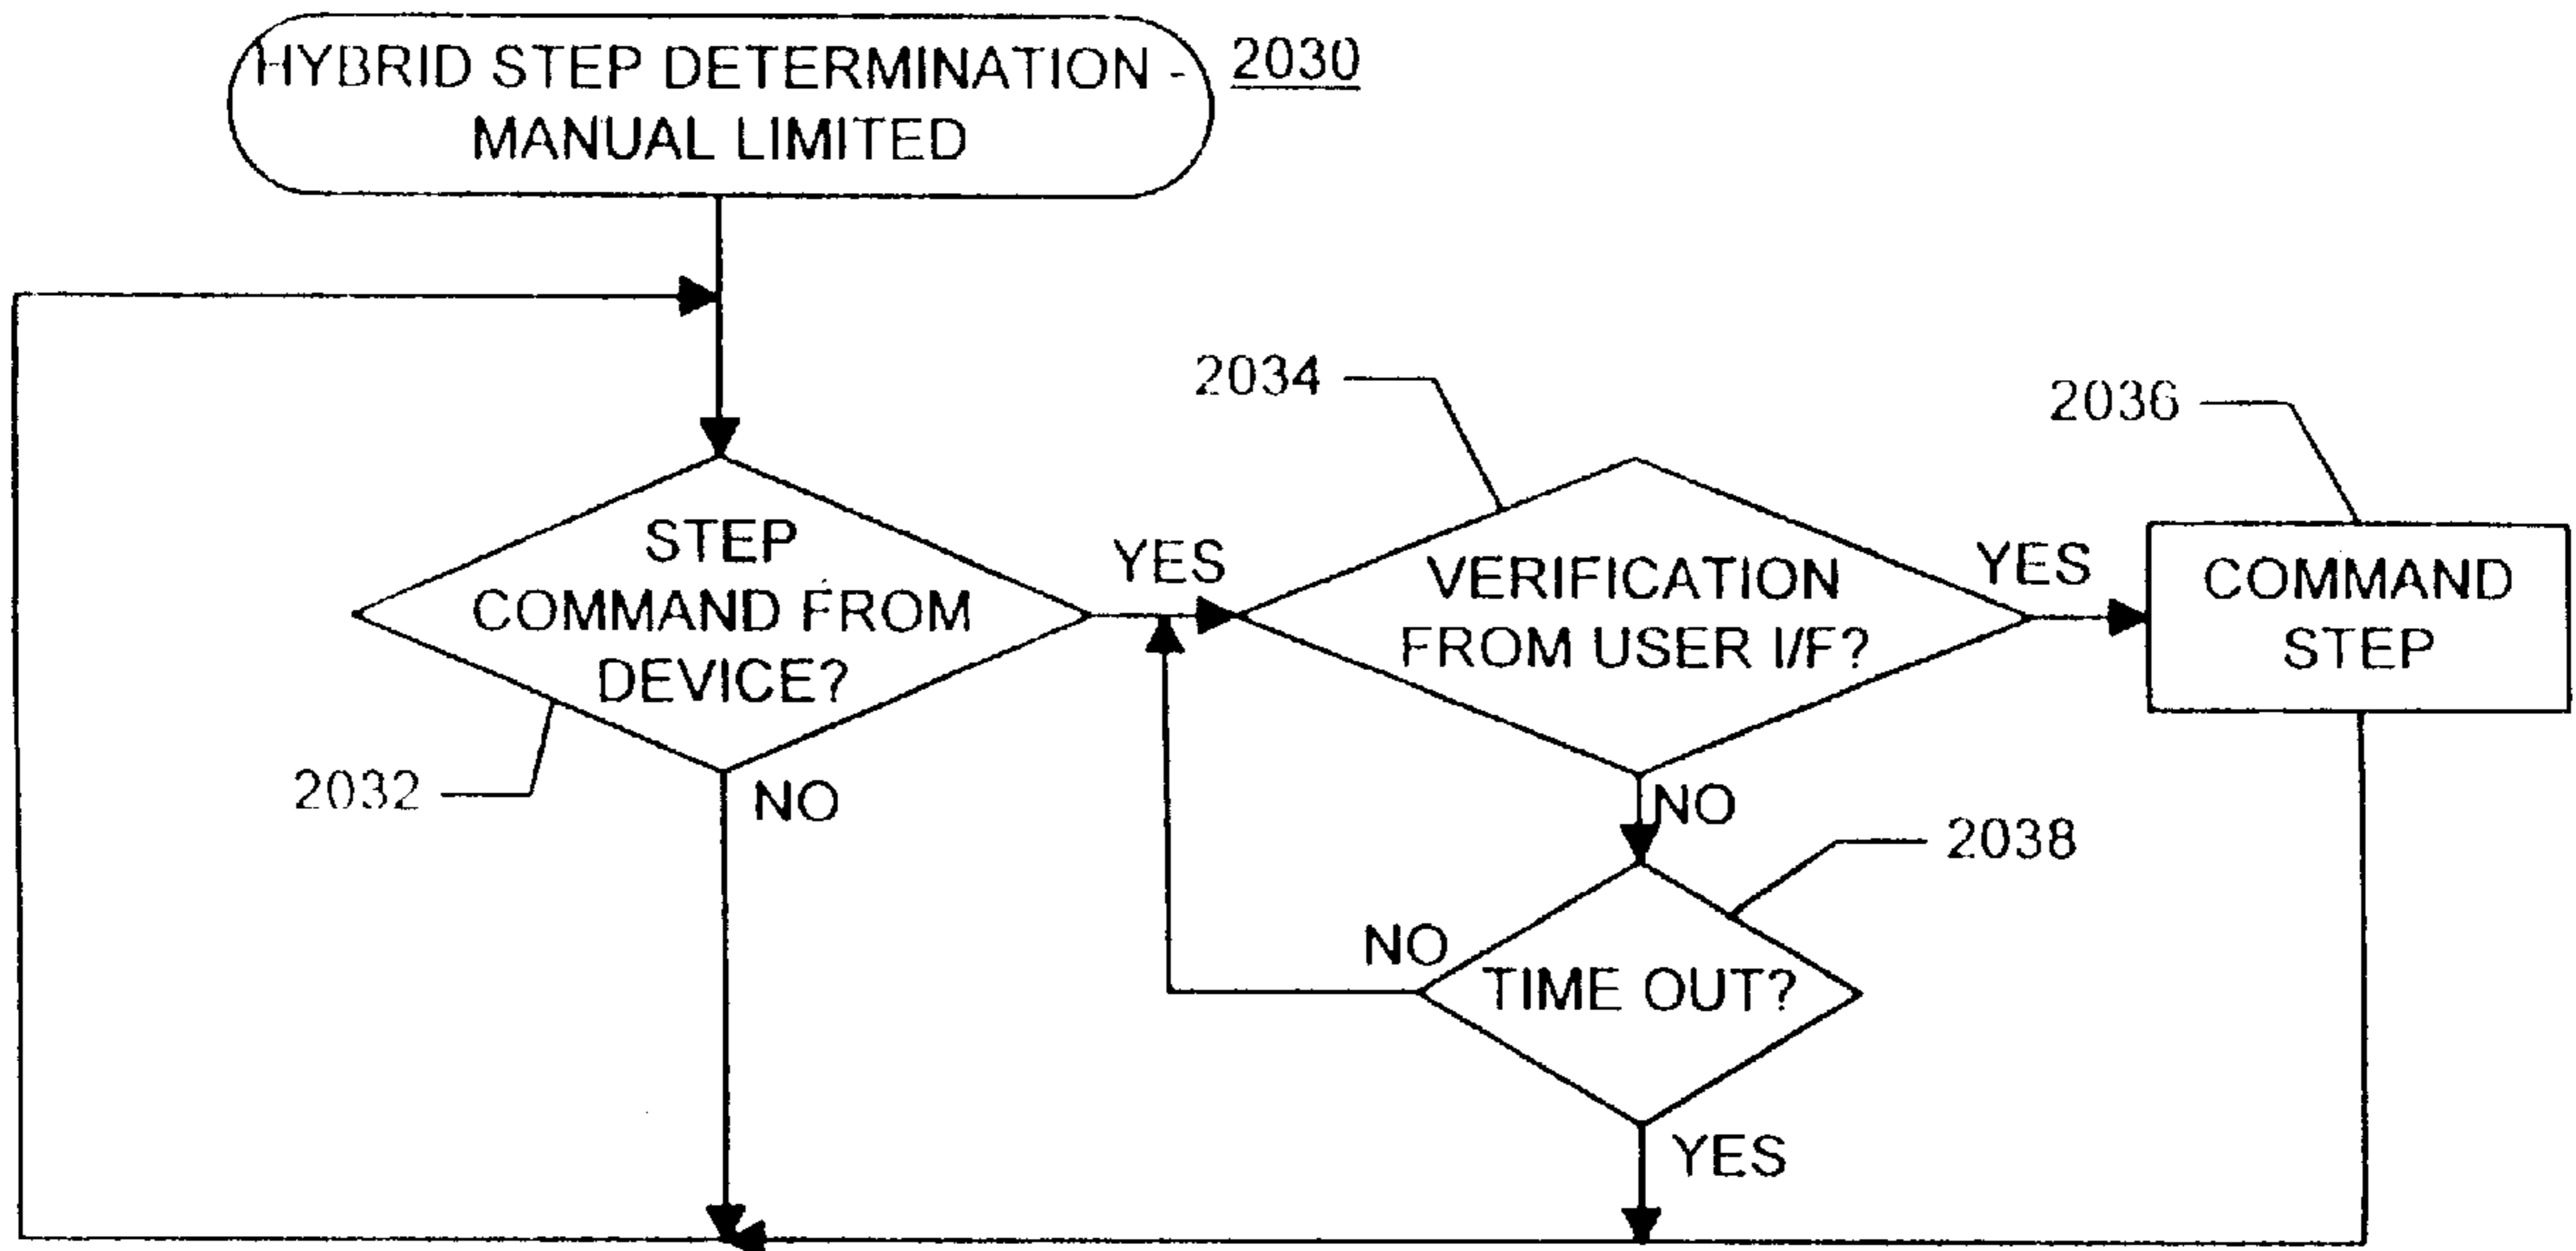 HYBRID STEP DETERMINATION -
MANUAL LIMITED
2030
2034
2036
STEP
COMMAND FROM
DEVICE?
YES
VERIFICATION
FROM USER I/F?
YES
COMMAND
STEP
2032
NO
NO
2038
NO
TIME OUT?
YES